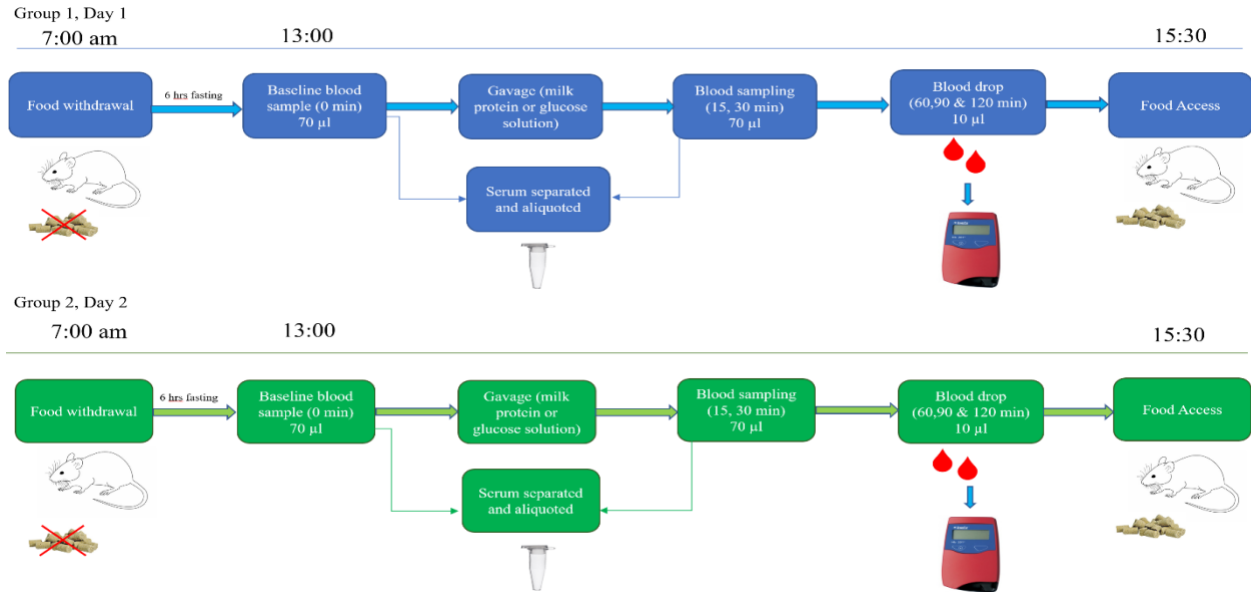 Group 1, Day 1
7:00 am
13:00
15:30
Food withdrawal
6 hrs fasting
Baseline blood
sample (0 min)
70 µl
Gavage (milk
protein or glucose
solution)
Blood sampling
(15, 30 min)
70 µl
Blood drop
(60,90 & 120 min)
10 µl
Food Access
Serum separated
and aliquoted
Group 2, Day 2
7:00 am
13:00
15:30
Food withdrawal
6 hrs fasting
Baseline blood
sample (0 min)
70 µl
Gavage (milk
protein or
glucose solution)
Blood sampling
(15, 30 min)
70 µl
Blood drop
(60,90 & 120 min)
10 µl
Food Access
Serum separated
and aliquoted